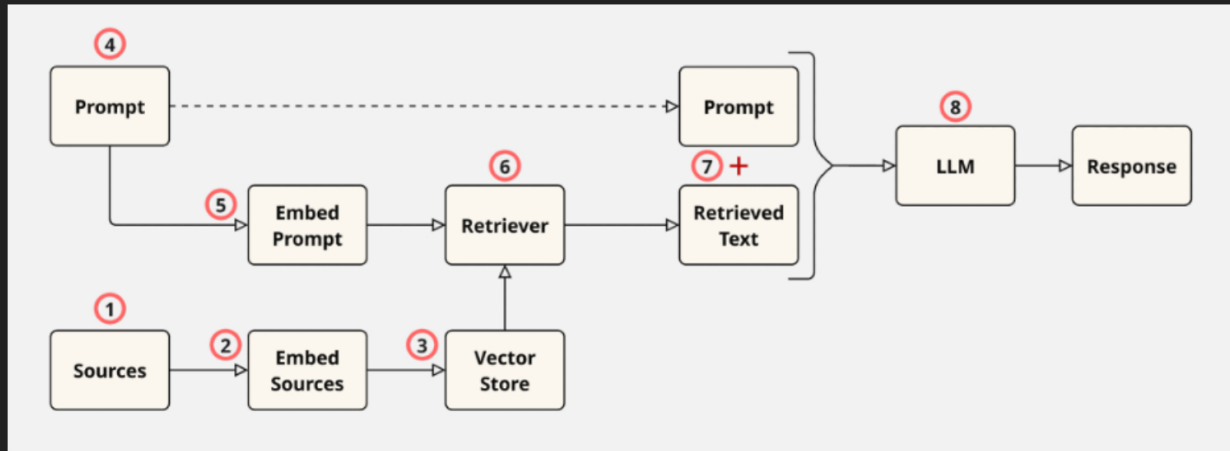 4
Prompt
Prompt
8
LLM
Response
7 +
Retrieved
Text
6
Retriever
5
Embed
Prompt
1
Sources
2
Embed
Sources
3
Vector
Store